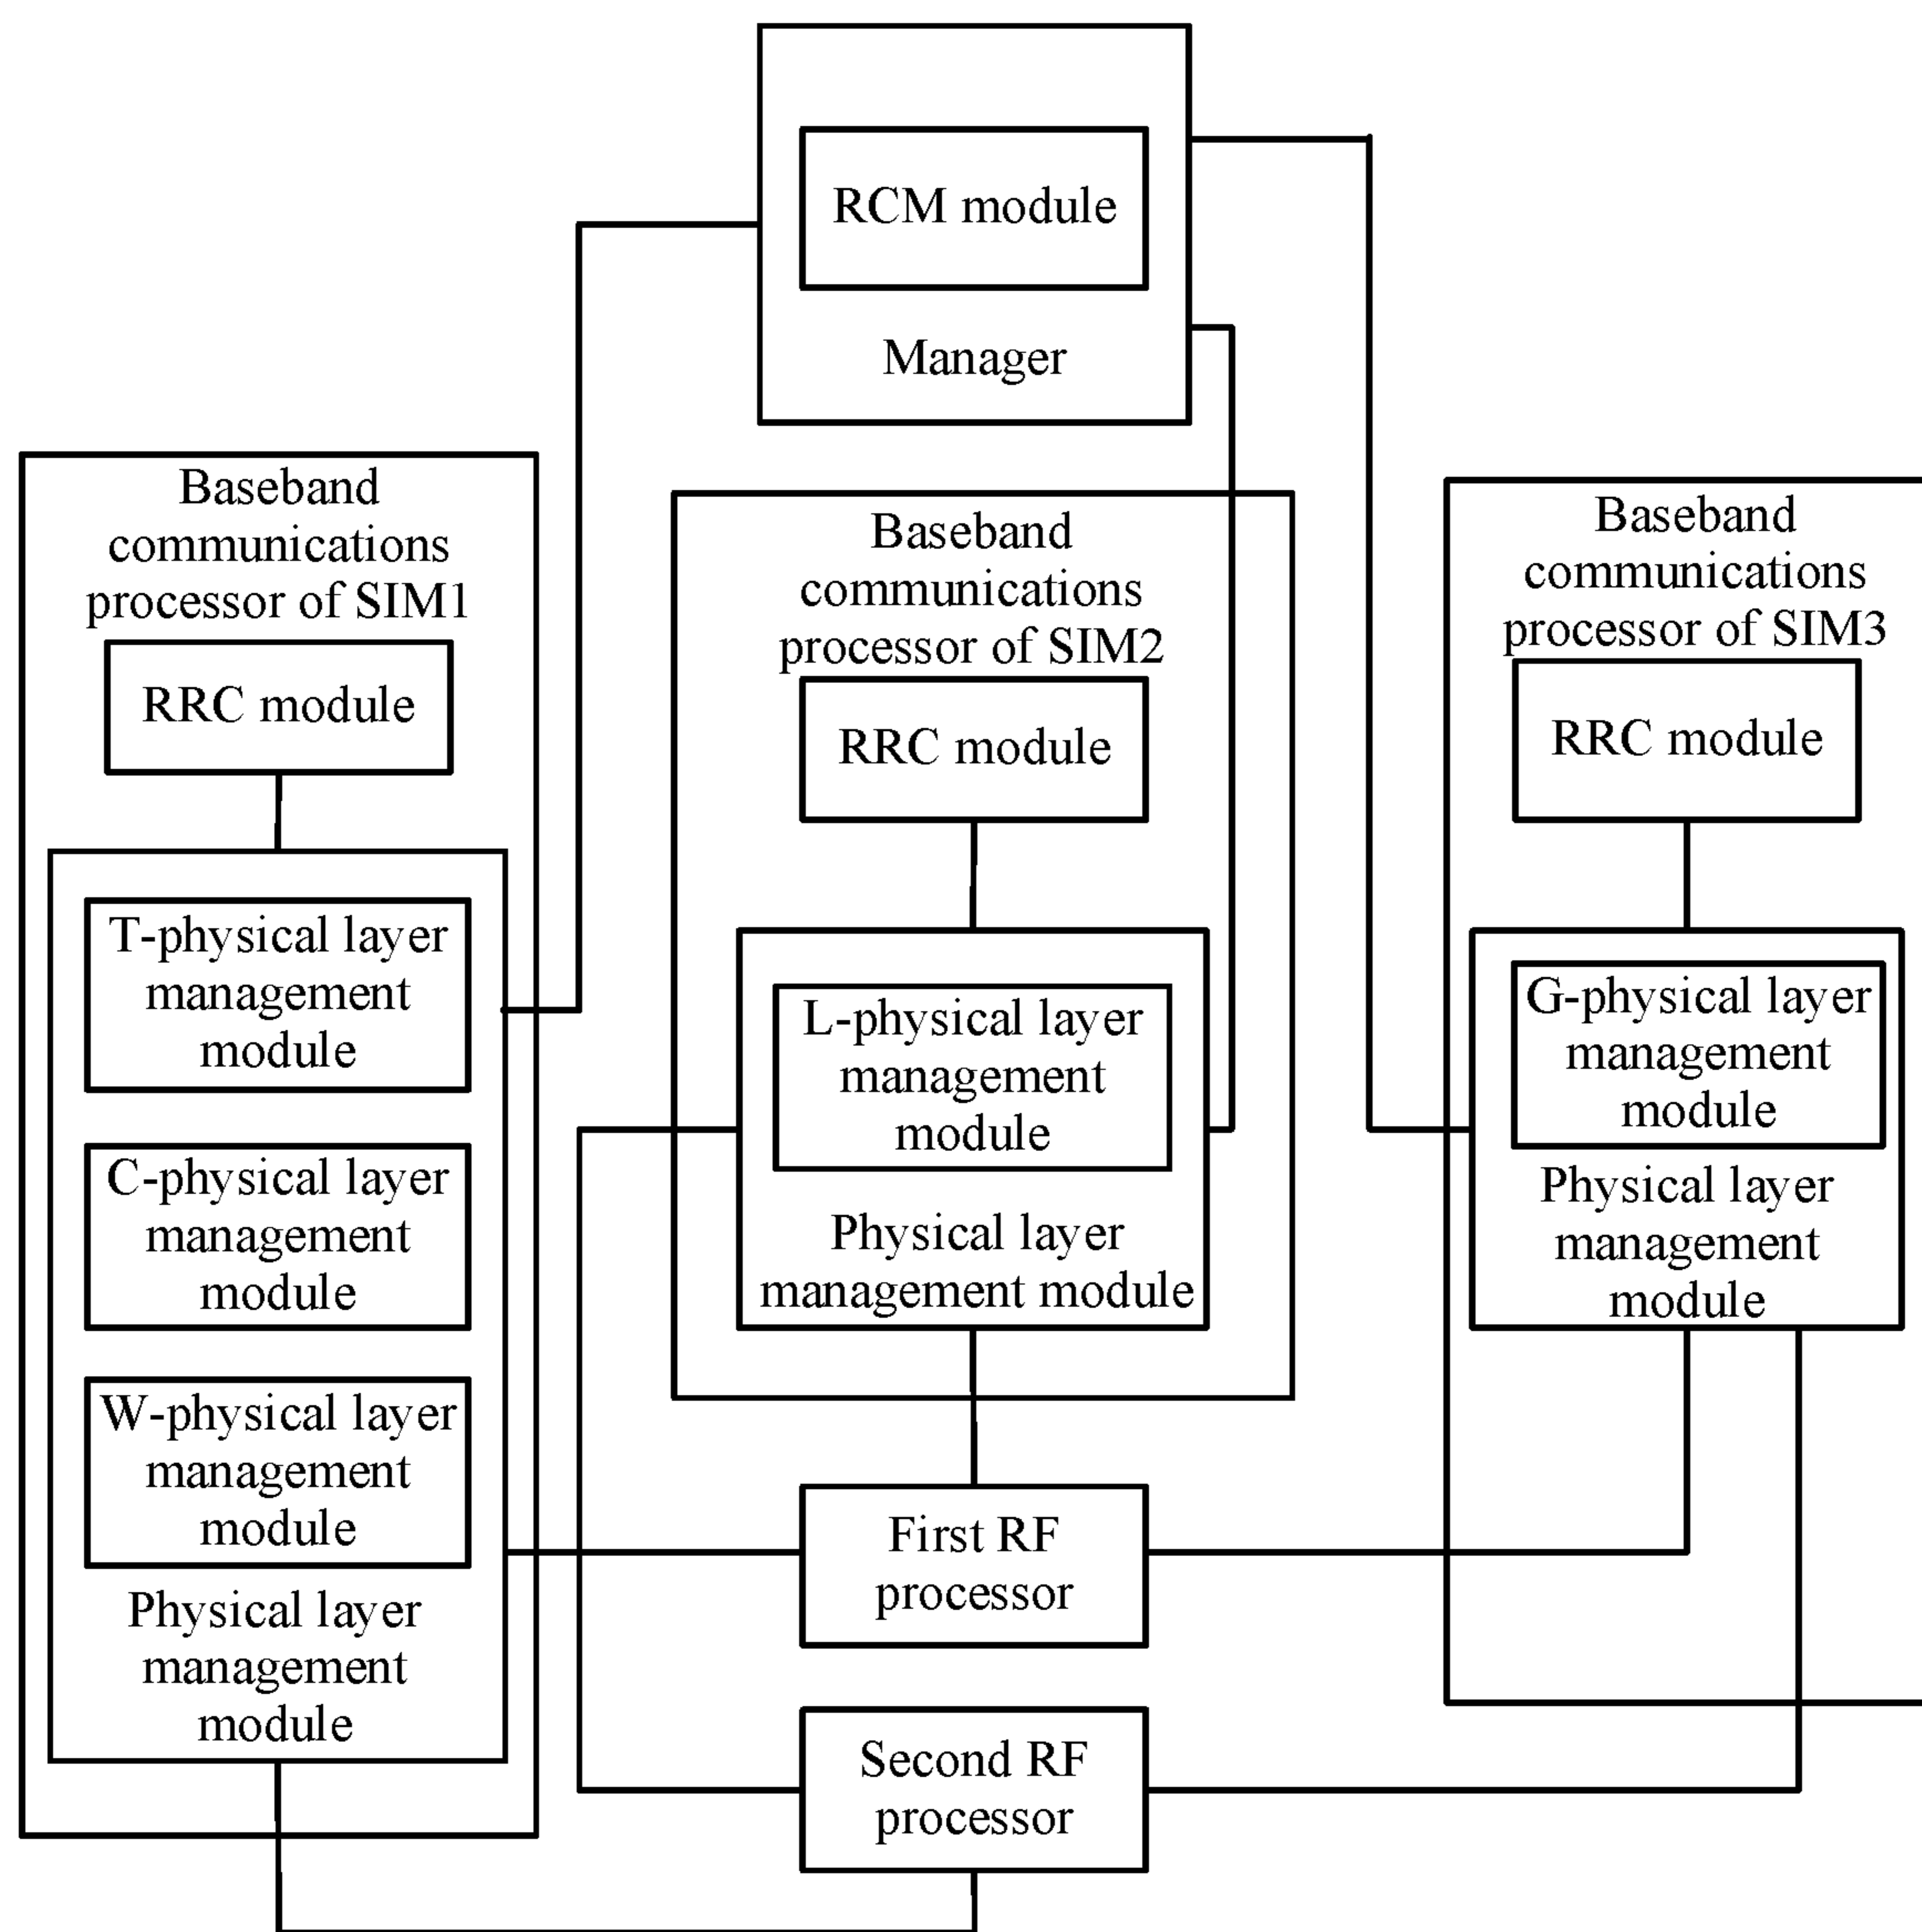 RCM module
Manager
Baseband
communications
processor of SIM1
RRC module
T-physical layer
management
module
C-physical layer
management
module
W-physical layer
management
module
Physical layer
management
module
Baseband
communications
processor of SIM2
RRC module
L-physical layer
management
module
Physical layer
management module
First RF
processor
Second RF
processor
Baseband
communications
processor of SIM3
RRC module
G-physical layer
management
module
Physical layer
management
module